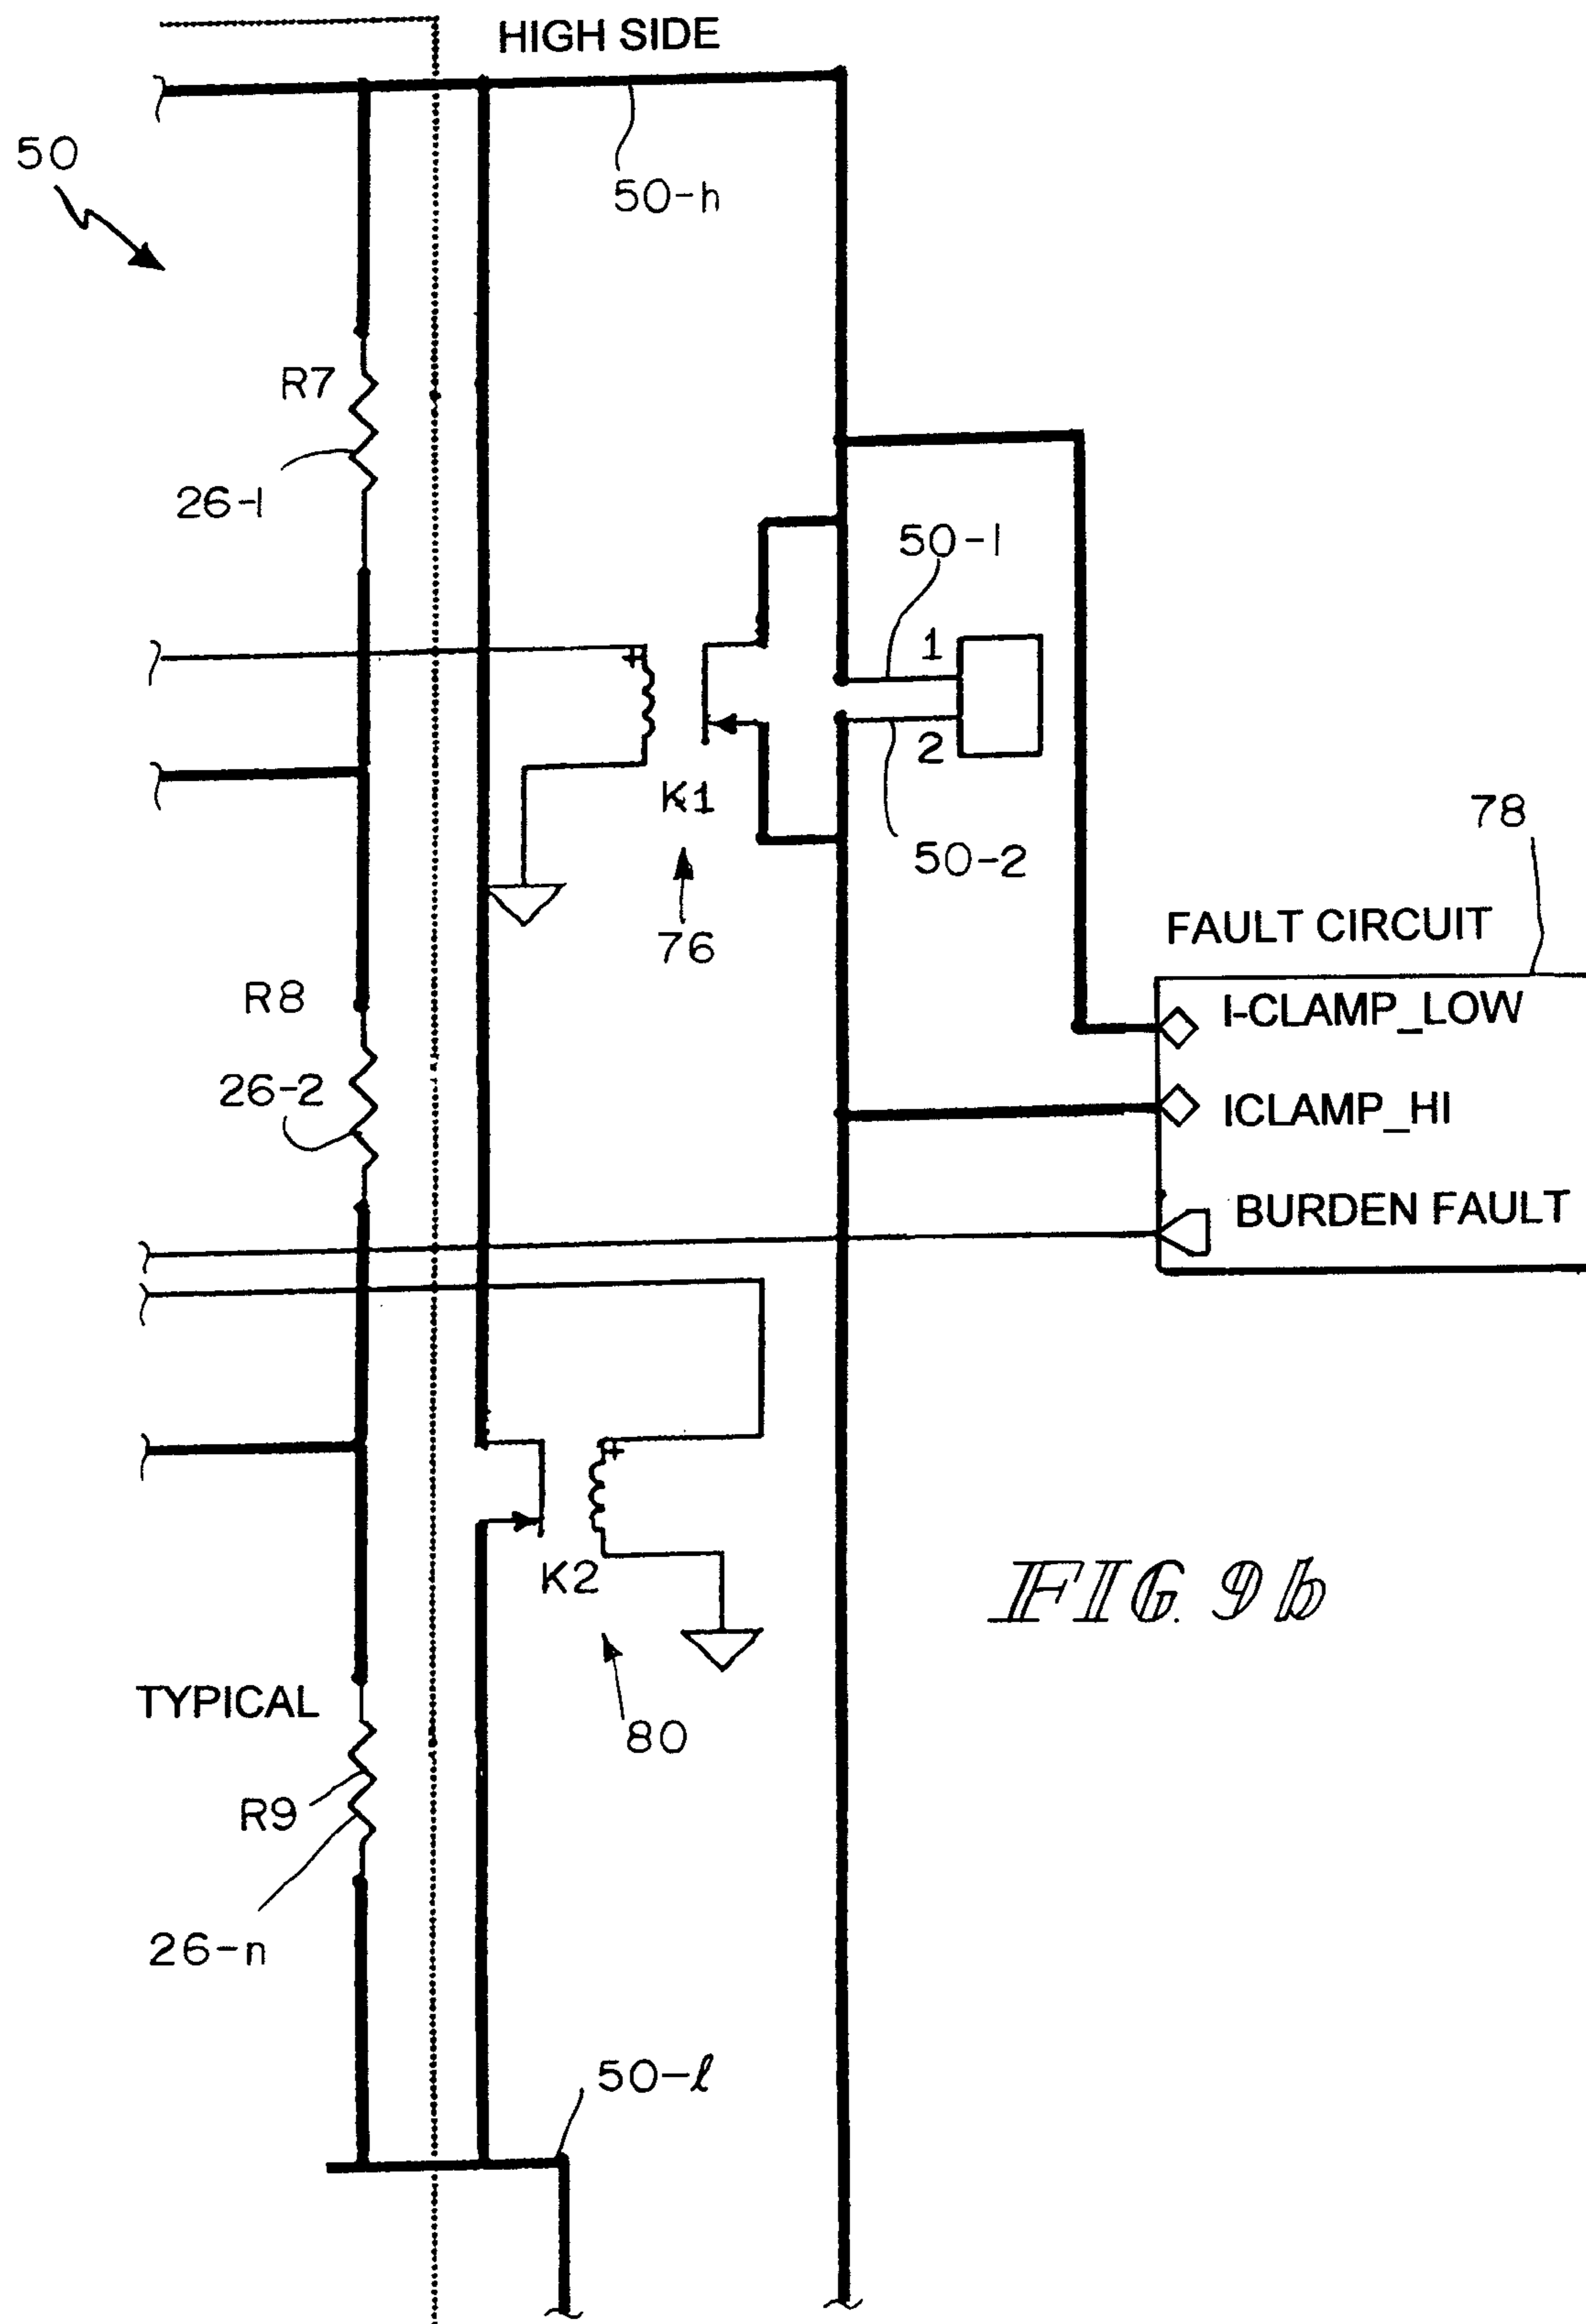 HIGH SIDE
50
50-h
R7
26-1
50-1
1
2
K1
50-2
76
78
FAULT CIRCUIT
R8
I-CLAMP_LOW
26-2
ICLAMP_HI
BURDEN FAULT
+
+
K2
FIG. 9b
TYPICAL
80
R9
26-n
50-ℓ